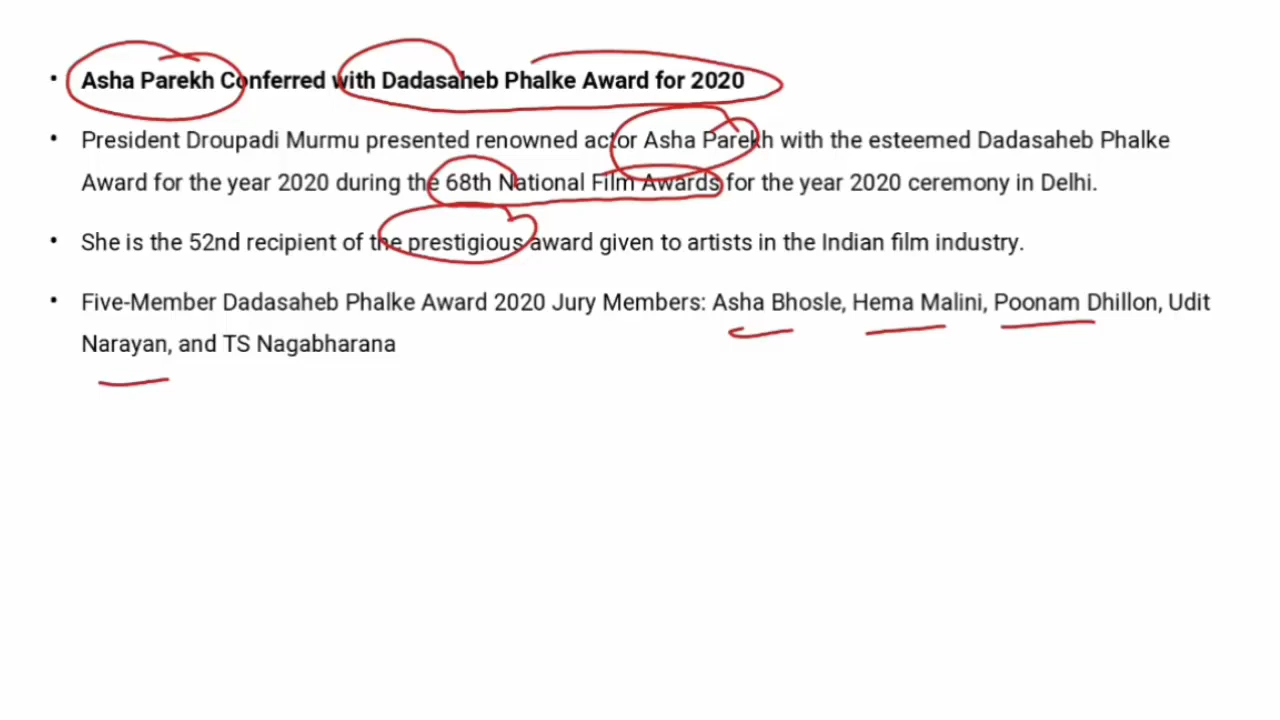 • Asha Parekh Conferred with Dadasaheb Phalke Award for 2020
• President Droupadi Murmu presented renowned actor Asha Parekh with the esteemed Dadasaheb Phalke
Award for the year 2020 during the 68th National Film Awards for the year 2020 ceremony in Delhi.
• She is the 52nd recipient of the prestigious award given to artists in the Indian film industry.
• Five-Member Dadasaheb Phalke Award 2020 Jury Members: Asha Bhosle, Hema Malini, Poonam Dhillon, Udit
Narayan, and TS Nagabharana